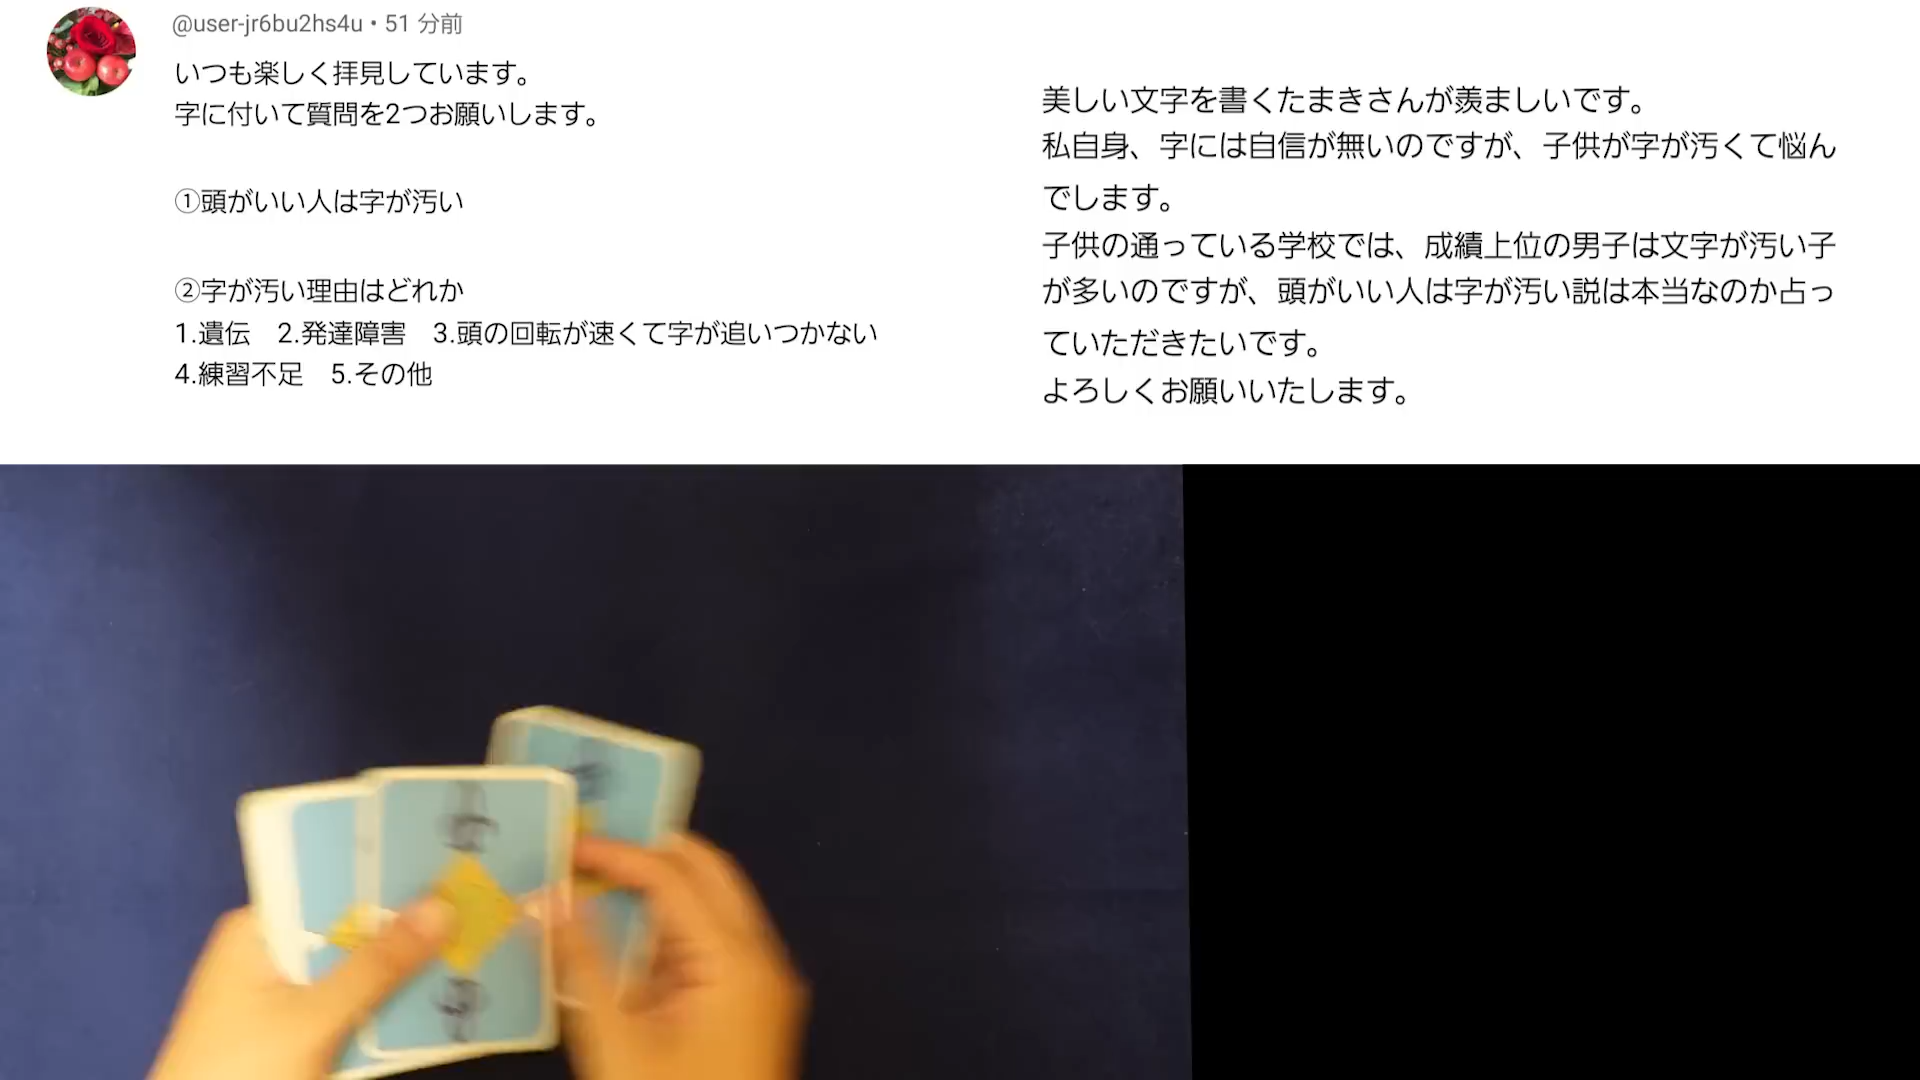 @user-jr6bu2hs4u • 51 分前
いつも楽しく拝見しています。
字に付いて質問を2つお願いします。
①頭がいい人は字が汚い
②字が汚い理由はどれか
1.遺伝　2.発達障害　3.頭の回転が速くて字が追いつかない
4.練習不足　5.その他
美しい文字を書くたまきさんが羨ましいです。
私自身、字には自信が無いのですが、子供が字が汚くて悩ん
でします。
子供の通っている学校では、成績上位の男子は文字が汚い子
が多いのですが、頭がいい人は字が汚い説は本当なのか占っ
ていただきたいです。
よろしくお願いいたします。